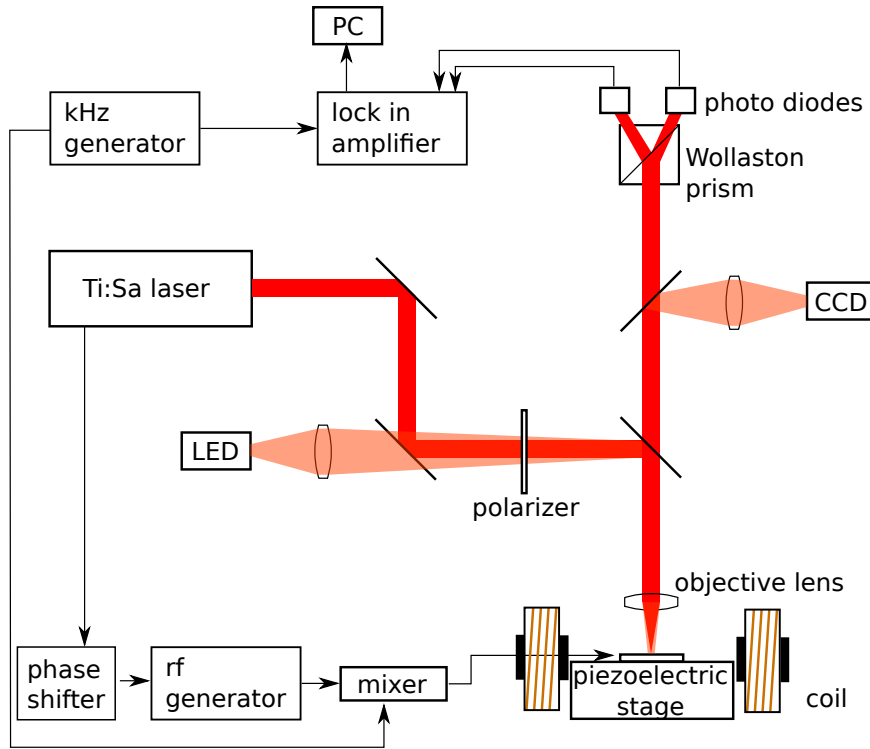 PC
kHz
generator
lock in
amplifier
photo diodes
Wollaston
prism
Ti:Sa laser
CCD
LED
polarizer
objective lens
phase
shifter
rf
generator
mixer
piezoelectric
stage
coil